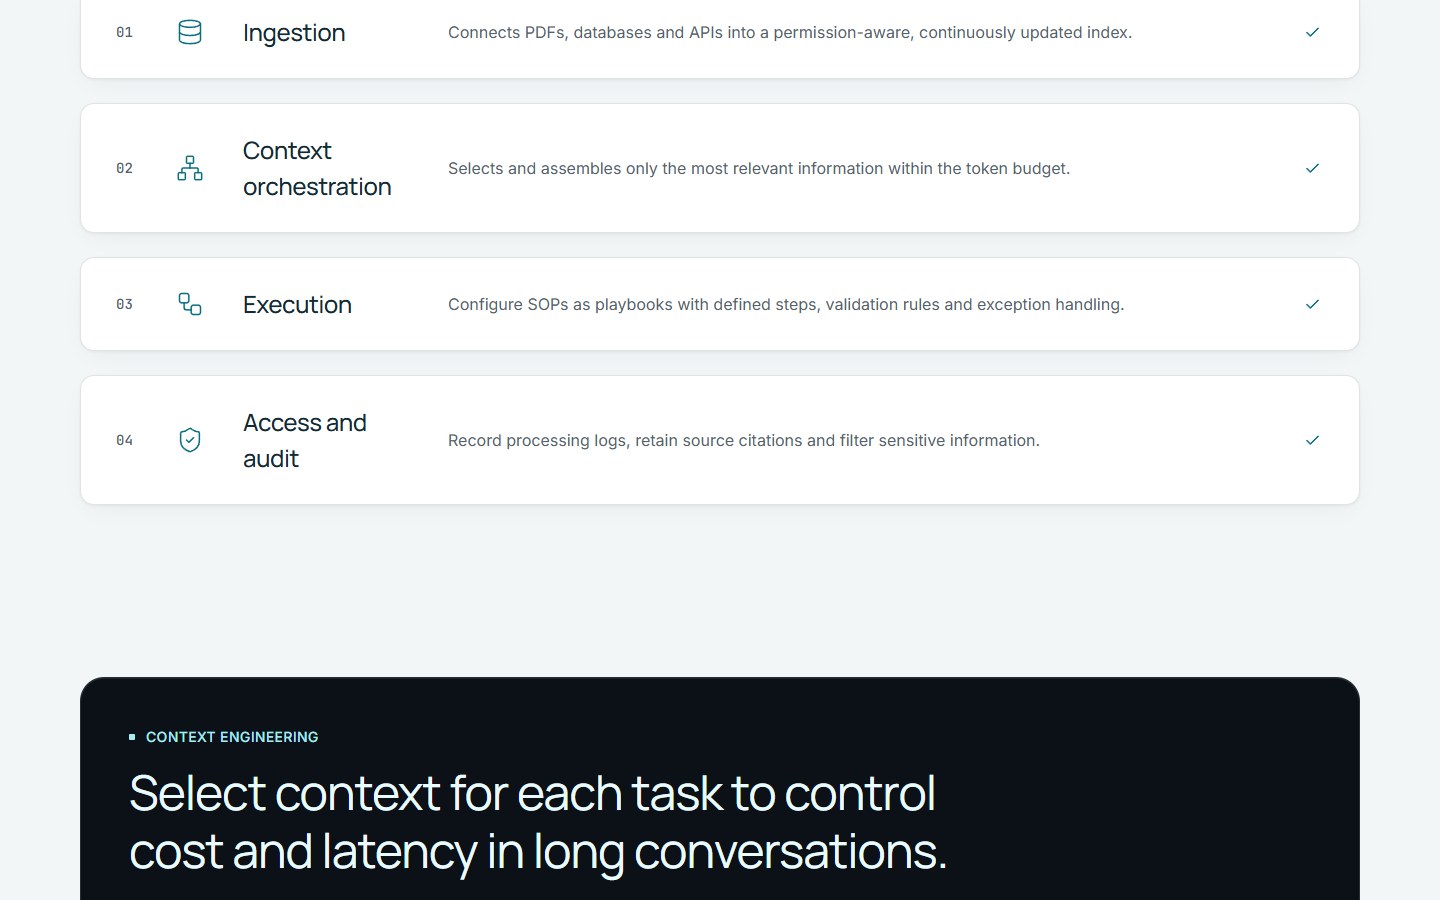 01
Ingestion
Connects PDFs, databases and APIs into a permission-aware, continuously updated index.
02
Context
orchestration
Selects and assembles only the most relevant information within the token budget.
03
Execution
Configure SOPs as playbooks with defined steps, validation rules and exception handling.
04
Access and
audit
Record processing logs, retain source citations and filter sensitive information.
CONTEXT ENGINEERING
Select context for each task to control
cost and latency in long conversations.